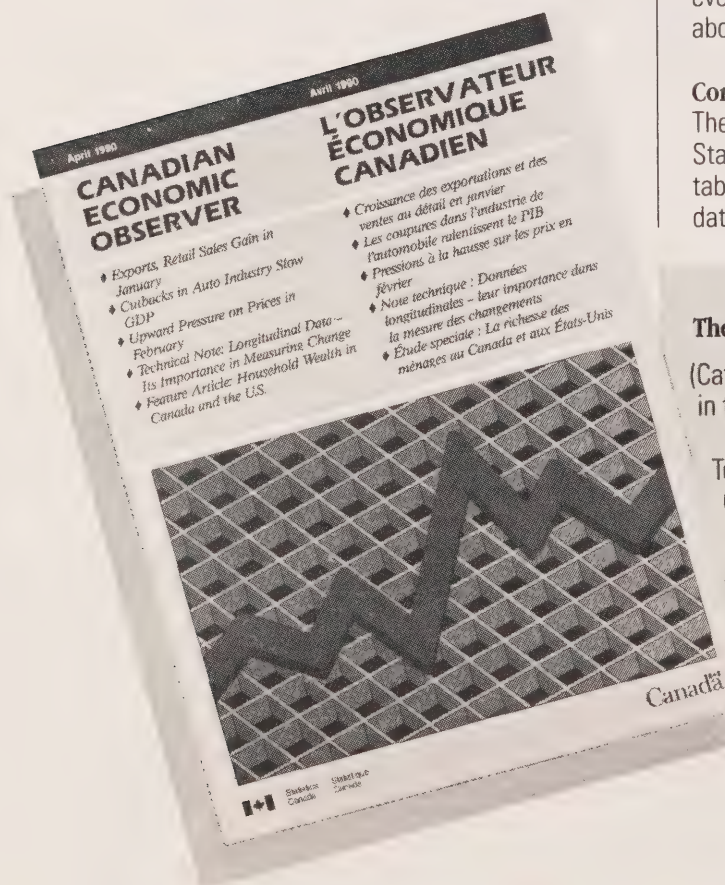 April 1990
Avril 1990
CANADIAN
ECONOMIC
OBSERVER
♦ Exports, Retail Sales Gain in
January
♦ Cutbacks in Auto Industry Slow
GDP
♦ Upward Pressure on Prices in
February
♦ Technical Note: Longitudinal Data –
Its Importance in Measuring Change
♦ Feature Article: Household Wealth in
Canada and the U.S.
L'OBSERVATEUR
ÉCONOMIQUE
CANADIEN
♦ Croissance des exportations et des
ventes au détail en janvier
♦ Les coupures dans l'industrie de
l'automobile ralentissent le PIB
♦ Pressions à la hausse sur les prix en
février
♦ Note technique : Données
longitudinales – leur importance dans
la mesure des changements
♦ Étude speciale : La richesse des
ménages au Canada et aux États-Unis
Statistics
Canada
Statistique
Canada
Canada
abo
Con
The
Sta
tab
dat
The
(Ca
in